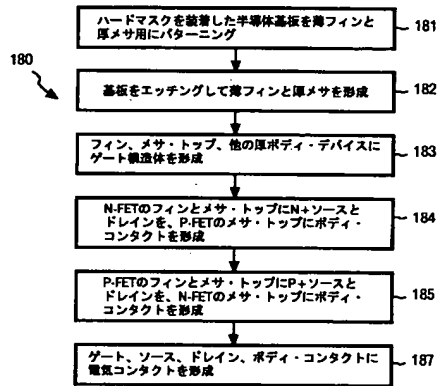 ハードマスクを装着した半導体基板を薄フィンと
厚メサ用にパターニング
181
180
基板をエッチングして薄フィンと厚メサを形成
182
フィン、メサ・トップ、他の厚ボディ・デバイスに
ゲート構造体を形成
183
N-FETのフィンとメサ・トップにN+ソースと
ドレインを、P-FETのメサ・トップにボディ・
コンタクトを形成
184
P-FETのフィンとメサ・トップにP+ソースと
ドレインを、N-FETのメサ・トップにボディ・
コンタクトを形成
185
ゲート、ソース、ドレイン、ボディ・コンタクトに
電気コンタクトを形成
187